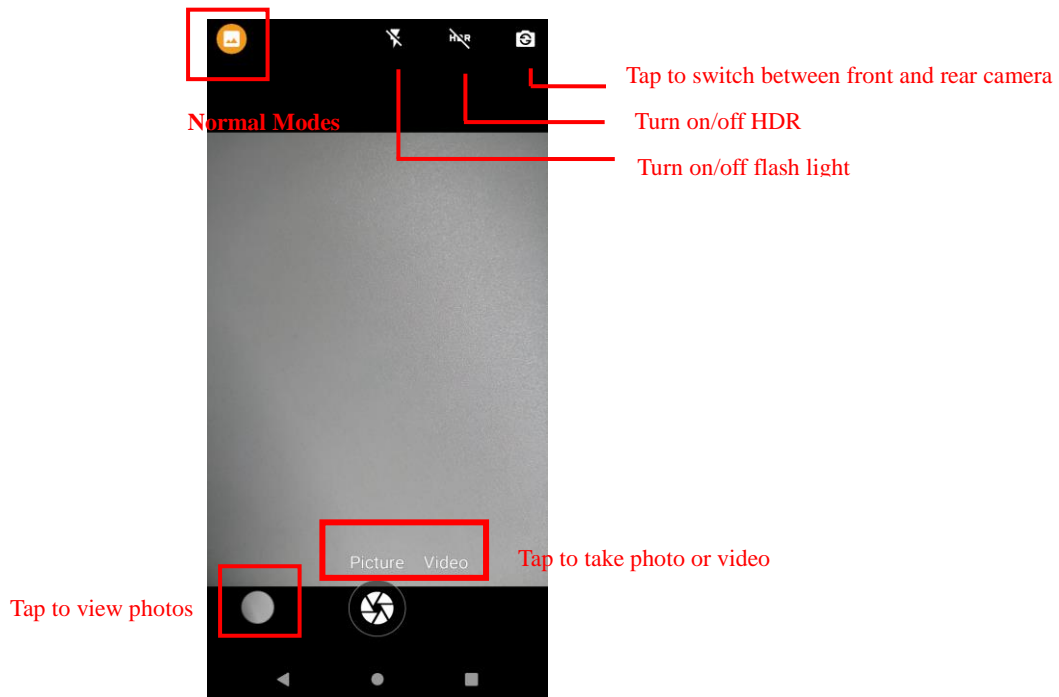 HDR
Tap to switch between front and rear camera
Normal Modes
Turn on/off HDR
Turn on/off flash light
Picture Video
Tap to take photo or video
Tap to view photos